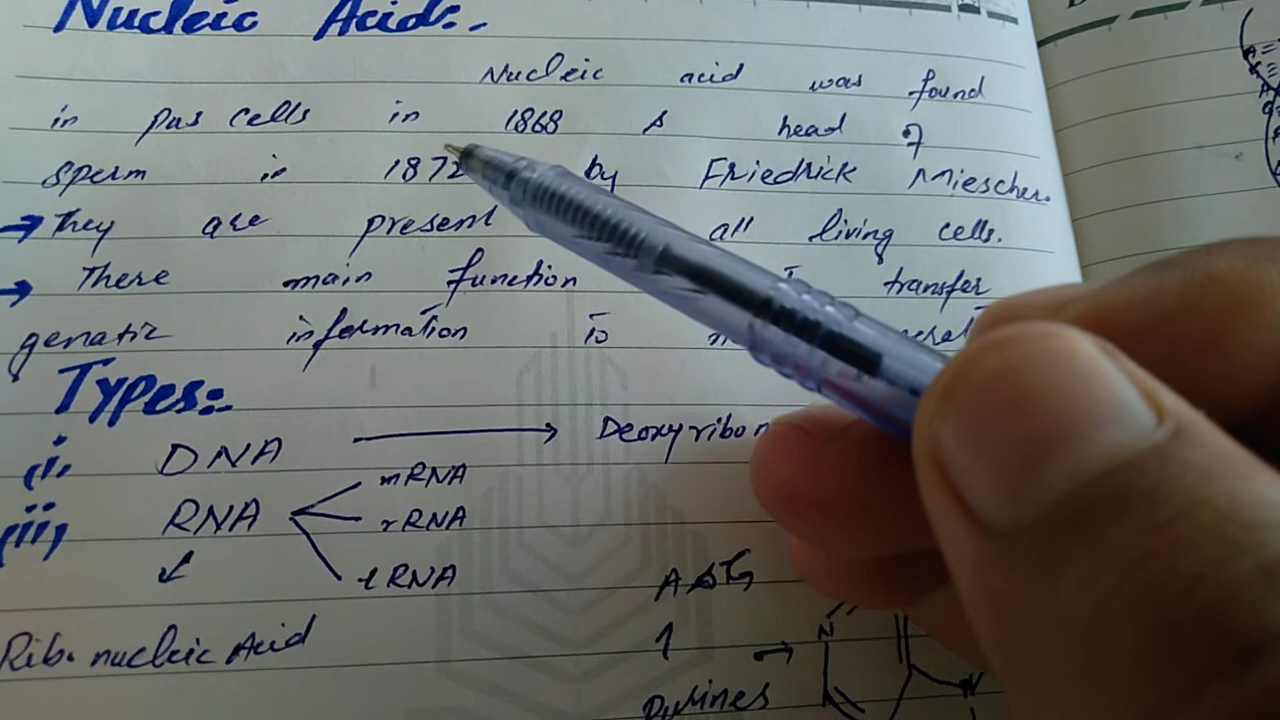 Nucleic Acids:-
Nucleic acid was found
in pus cells in 1868 & head of
sperm in 1872 by Friedrick Miescher.
→ They are present all living cells.
→ There main function transfer
genatic information to
Types:-
(i) DNA → Deoxyribon
(ii) RNA
mRNA
rRNA
tRNA
Ribo nucleic Acid
A & G
Purines →
N
N